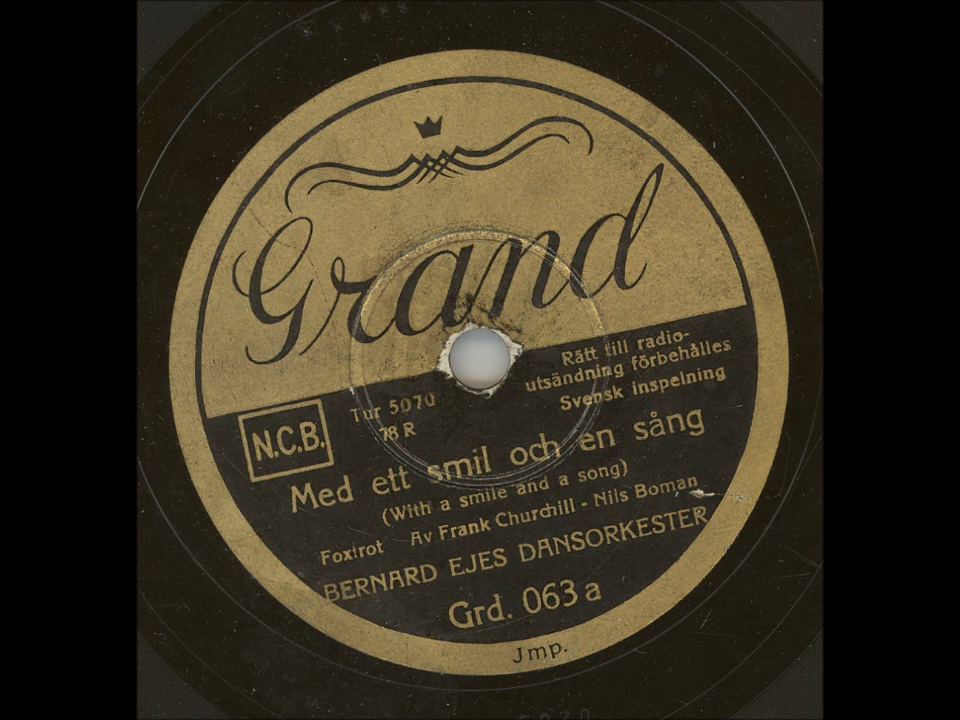 Grand
Rätt till radio-
utsändning förbehålles
Svensk inspelning
N.C.B.
Tur 5070
78 R
Med ett smil och en sång
(With a smile and a song)
Foxtrot Av Frank Churchill - Nils Boman
BERNARD EJES DANSORKESTER
Grd. 063 a
Jmp.